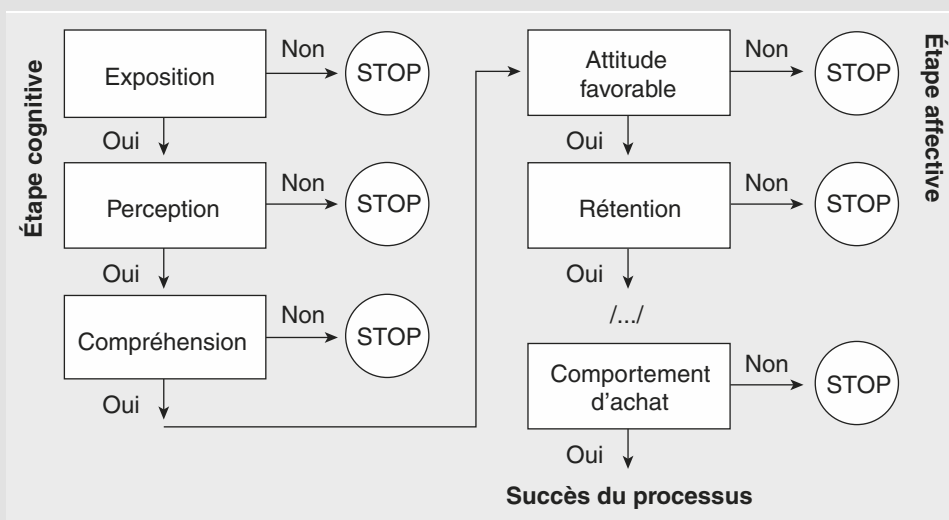 Étape cognitive
Exposition
Non
STOP
Oui
Perception
Non
STOP
Oui
Compréhension
Non
STOP
Oui
Attitude
favorable
Non
STOP
Oui
Rétention
Non
STOP
Oui
/.../
Comportement
d'achat
Non
STOP
Oui
Succès du processus
Étape affective